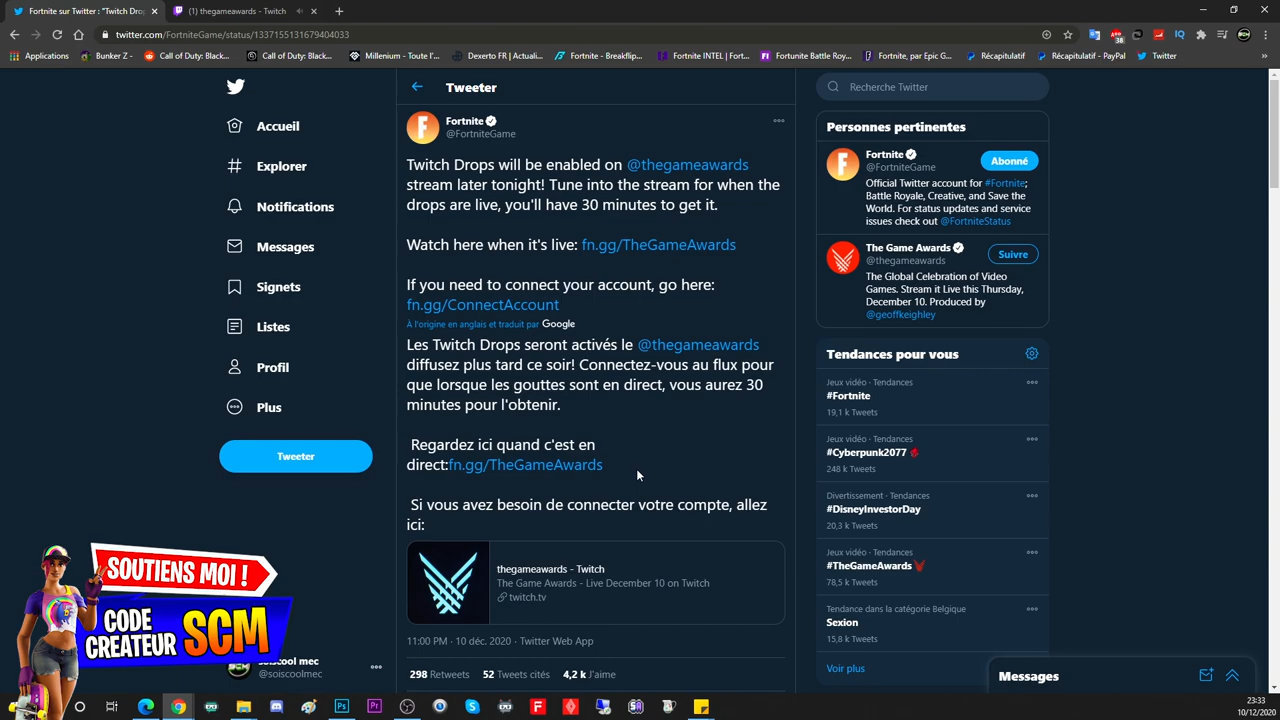 Fortnite sur Twitter : "Twitch Drop
(1) thegameawards - Twitch
twitter.com/FortniteGame/status/1337155131679404033
Applications
Bunker Z -
Call of Duty: Black...
Call of Duty: Black...
Millenium - Tout l'...
Dexerto FR | Actuali...
Fortnite - Breakflip...
Fortnite INTEL | Fort...
Fortnite Battle Roy...
Fortnite, par Epic G...
Récapitulatif
Récapitulatif - PayPal
Twitter
Accueil
Explorer
Notifications
Messages
Signets
Listes
Profil
Plus
Tweeter
SOUTIENS MOI !
CODE
CREATEUR SCM
soiscool mec
@soiscoolmec
Tweeter
Fortnite
@FortniteGame
Twitch Drops will be enabled on @thegameawards
stream later tonight! Tune into the stream for when the
drops are live, you'll have 30 minutes to get it.
Watch here when it's live: fn.gg/TheGameAwards
If you need to connect your account, go here:
fn.gg/ConnectAccount
À l'origine en anglais et traduit par Google
Les Twitch Drops seront activés le @thegameawards
diffusez plus tard ce soir! Connectez-vous au flux pour
que lorsque les gouttes sont en direct, vous aurez 30
minutes pour l'obtenir.
Regardez ici quand c'est en
direct:fn.gg/TheGameAwards
Si vous avez besoin de connecter votre compte, allez
ici:
thegameawards - Twitch
The Game Awards - Live December 10 on Twitch
twitch.tv
11:00 PM · 10 déc. 2020 · Twitter Web App
298 Retweets 52 Tweets cités 4,2 k J'aime
Recherche Twitter
Personnes pertinentes
Fortnite
@FortniteGame
Abonné
Official Twitter account for #Fortnite;
Battle Royale, Creative, and Save the
World. For status updates and service
issues check out @FortniteStatus
The Game Awards
@thegameawards
Suivre
The Global Celebration of Video
Games. Stream it Live this Thursday,
December 10. Produced by
@geoffkeighley
Tendances pour vous
Jeux vidéo · Tendances
#Fortnite
19,1 k Tweets
Jeux vidéo · Tendances
#Cyberpunk2077
248 k Tweets
Divertissement · Tendances
#DisneyInvestorDay
20,3 k Tweets
Jeux vidéo · Tendances
#TheGameAwards
78,5 k Tweets
Tendance dans la catégorie Belgique
Sexion
15,8 k Tweets
Voir plus
Messages
23:33
10/12/2020